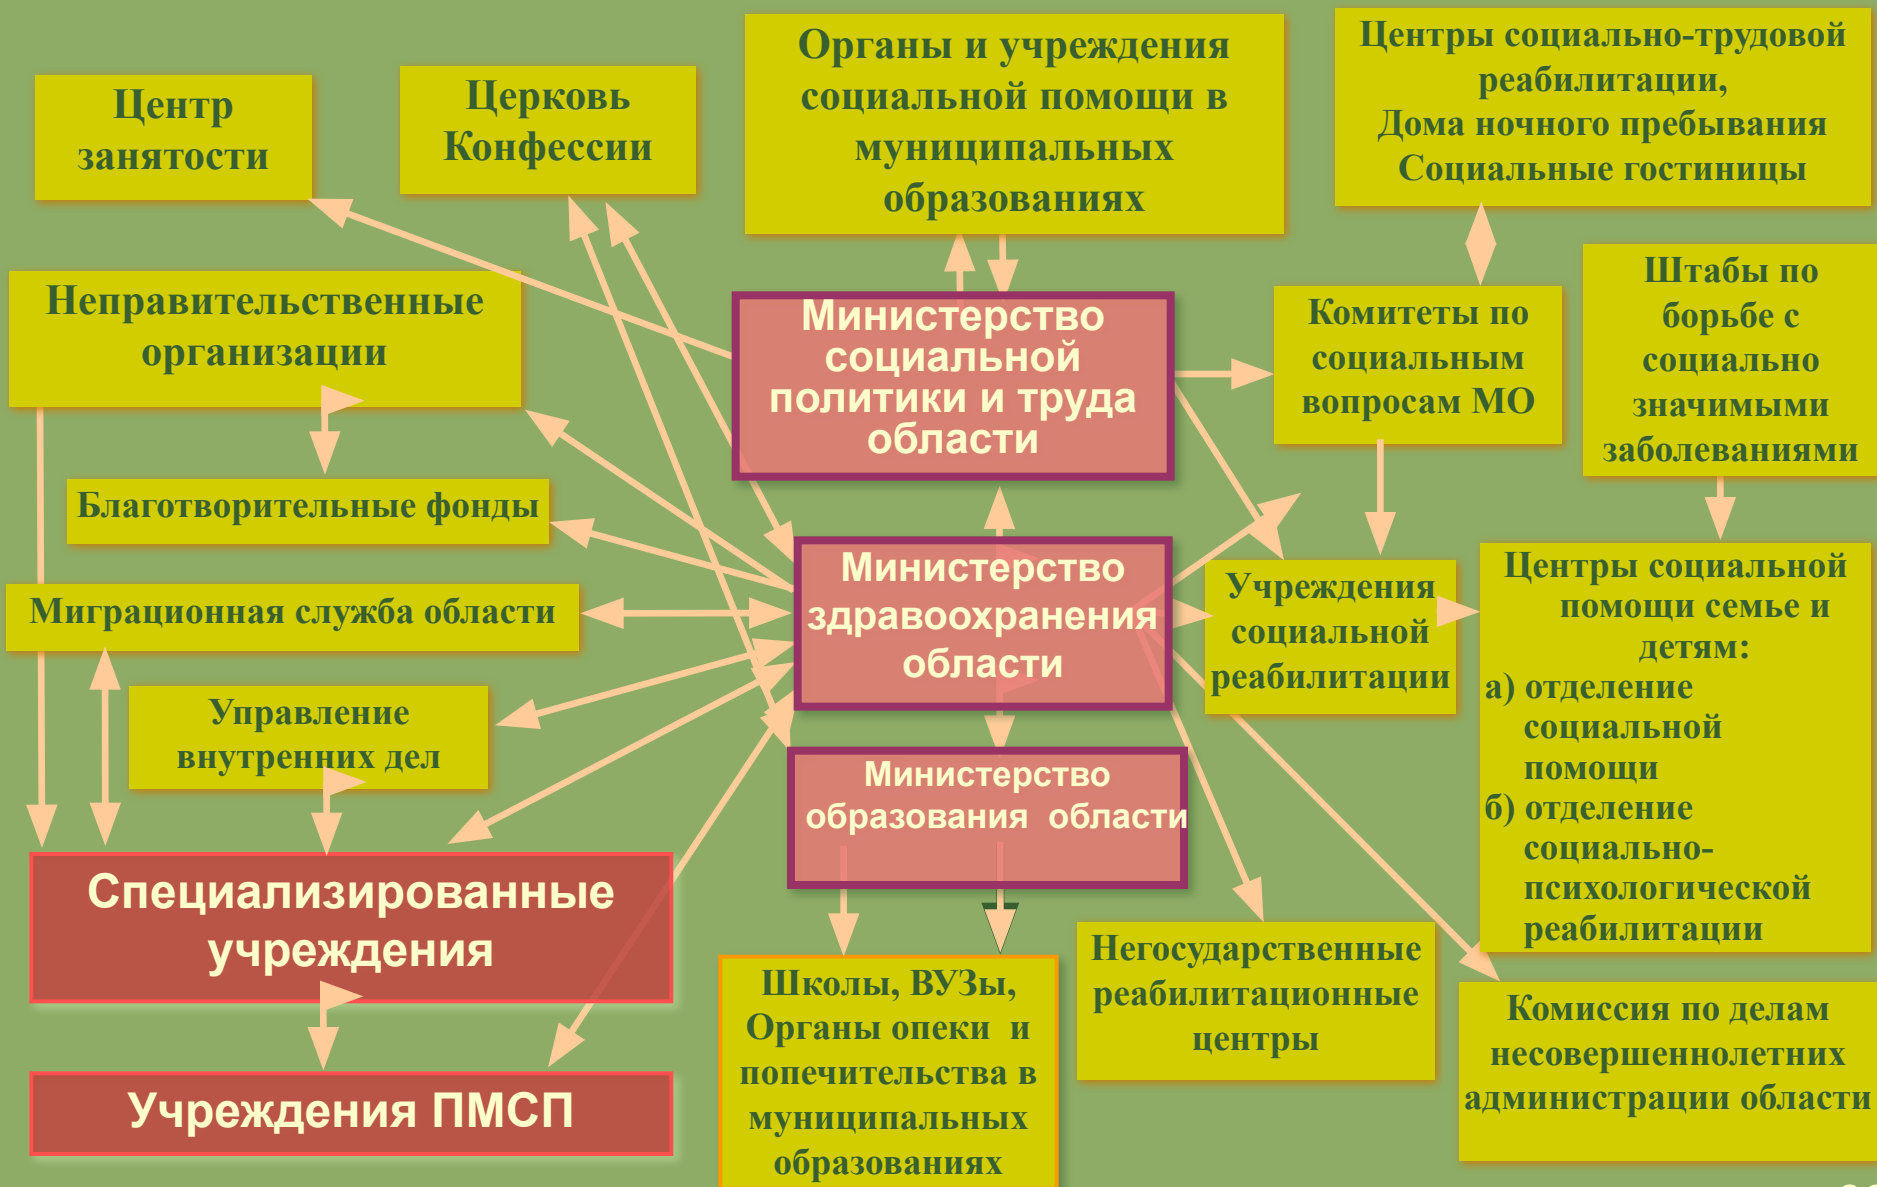 Центр
занятости
Церковь
Конфессии
Органы и учреждения
социальной помощи в
муниципальных
образованиях
Центры социально-трудовой
реабилитации,
Дома ночного пребывания
Социальные гостиницы
Неправительственные
организации
Министерство
социальной
политики и труда
области
Комитеты по
социальным
вопросам МО
Штабы по
борьбе с
социально
значимыми
заболеваниями
Благотворительные фонды
Миграционная служба области
Министерство
здравоохранения
области
Учреждения
социальной
реабилитации
Центры социальной
помощи семье и
детям:
а) отделение
социальной
помощи
б) отделение
социально-
психологической
реабилитации
Управление
внутренних дел
Министерство
образования области
Специализированные
учреждения
Учреждения ПМСП
Школы, ВУЗы,
Органы опеки и
попечительства в
муниципальных
образованиях
Негосударственные
реабилитационные
центры
Комиссия по делам
несовершеннолетних
администрации области